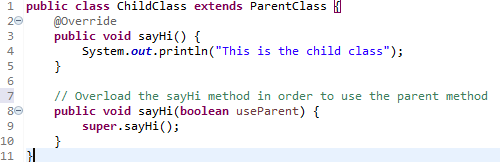 1 public class ChildClass extends ParentClass {
2 @Override
3 public void sayHi() {
4 System.out.println("This is the child class");
5 }
6
7 // Overload the sayHi method in order to use the parent method
8 public void sayHi(boolean useParent) {
9 super.sayHi();
10 }
11 }